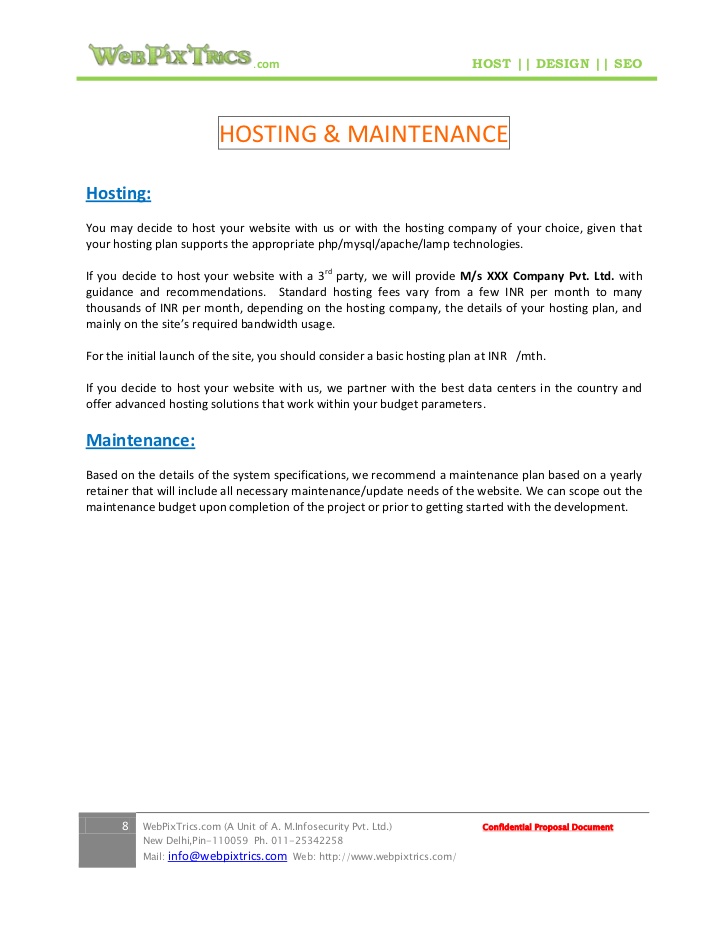 WebPixTrics.com HOST || DESIGN || SEO
HOSTING & MAINTENANCE
Hosting:
You may decide to host your website with us or with the hosting company of your choice, given that
your hosting plan supports the appropriate php/mysql/apache/lamp technologies.
If you decide to host your website with a 3rd party, we will provide M/s XXX Company Pvt. Ltd. with
guidance and recommendations. Standard hosting fees vary from a few INR per month to many
thousands of INR per month, depending on the hosting company, the details of your hosting plan, and
mainly on the site's required bandwidth usage.
For the initial launch of the site, you should consider a basic hosting plan at INR /mth.
If you decide to host your website with us, we partner with the best data centers in the country and
offer advanced hosting solutions that work within your budget parameters.
Maintenance:
Based on the details of the system specifications, we recommend a maintenance plan based on a yearly
retainer that will include all necessary maintenance/update needs of the website. We can scope out the
maintenance budget upon completion of the project or prior to getting started with the development.
8 WebPixTrics.com (A Unit of A. M.Infosecurity Pvt. Ltd.) Confidential Proposal Document
New Delhi,Pin-110059 Ph. 011-25342258
Mail: info@webpixtrics.com Web: http://www.webpixtrics.com/